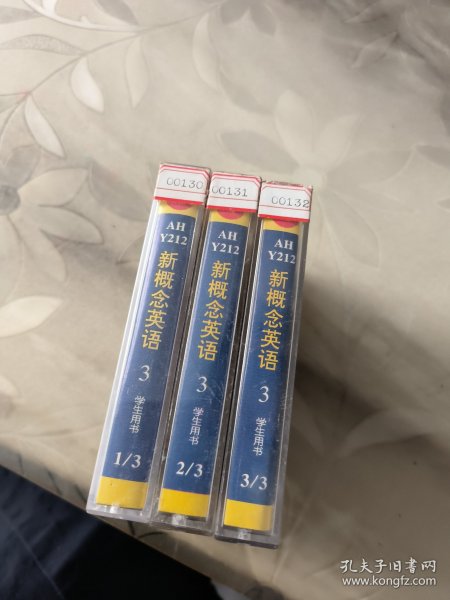 00130
AH
Y212
新概念英语
3
学生用书
1/3
00131
AH
Y212
新概念英语
3
学生用书
2/3
00132
AH
Y212
新概念英语
3
学生用书
3/3
孔夫子旧书网
www.kongfz.com